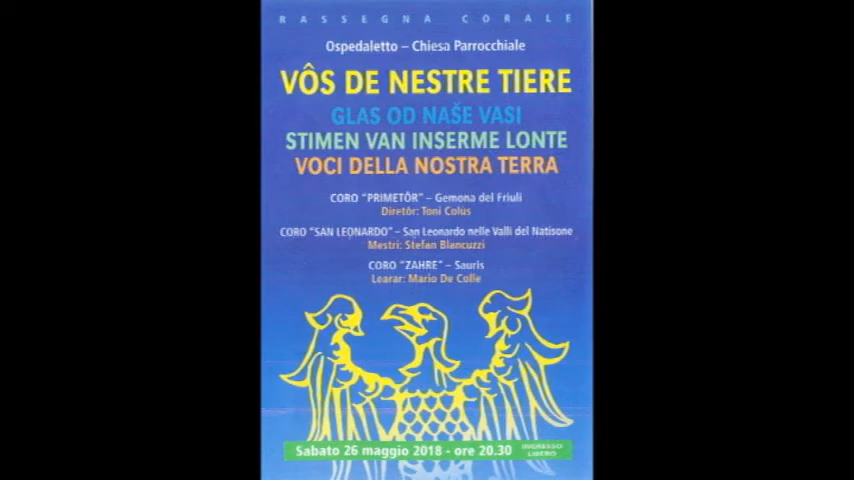 RASSEGNA CORALE
Ospedaletto – Chiesa Parrocchiale
VÔS DE NESTRE TIERE
GLAS OD NAŠE VASI
STIMEN VAN INSERME LONTE
VOCI DELLA NOSTRA TERRA
CORO "PRIMETÔR" – Gemona del Friuli
Diretôr: Toni Colùs
CORO "SAN LEONARDO" – San Leonardo nelle Valli del Natisone
Mestri: Stefan Blancuzzi
CORO "ZAHRE" – Sauris
Learar: Mario De Colle
Sabato 26 maggio 2018 - ore 20.30
INGRESSO
LIBERO